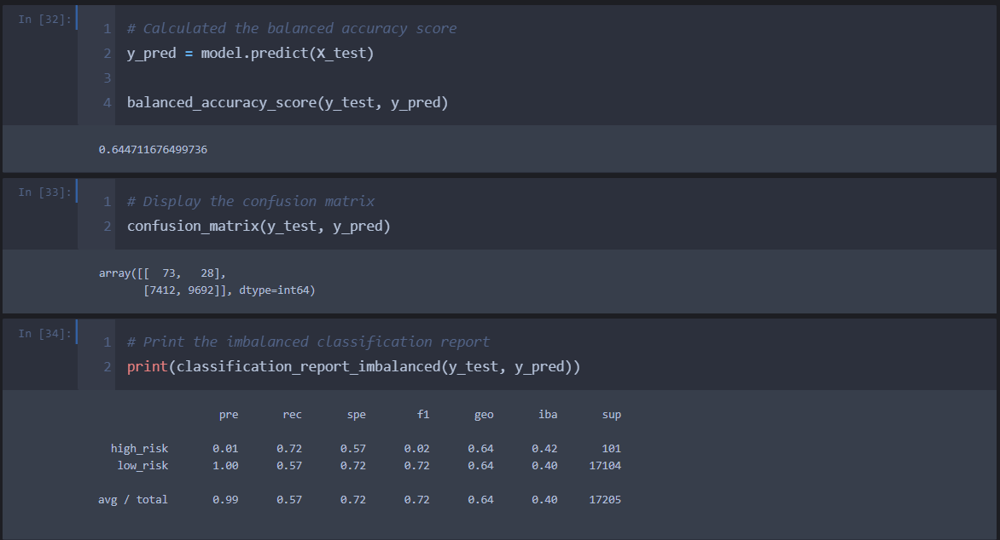 In [32]:
1 # Calculated the balanced accuracy score
2 y_pred = model.predict(X_test)
3
4 balanced_accuracy_score(y_test, y_pred)
0.644711676499736
In [33]:
1 # Display the confusion matrix
2 confusion_matrix(y_test, y_pred)
array([[  73,   28],
       [7412, 9692]], dtype=int64)
In [34]:
1 # Print the imbalanced classification report
2 print(classification_report_imbalanced(y_test, y_pred))
pre rec spe f1 geo iba sup
high_risk 0.01 0.72 0.57 0.02 0.64 0.42 101
low_risk 1.00 0.57 0.72 0.72 0.64 0.40 17104
avg / total 0.99 0.57 0.72 0.72 0.64 0.40 17205